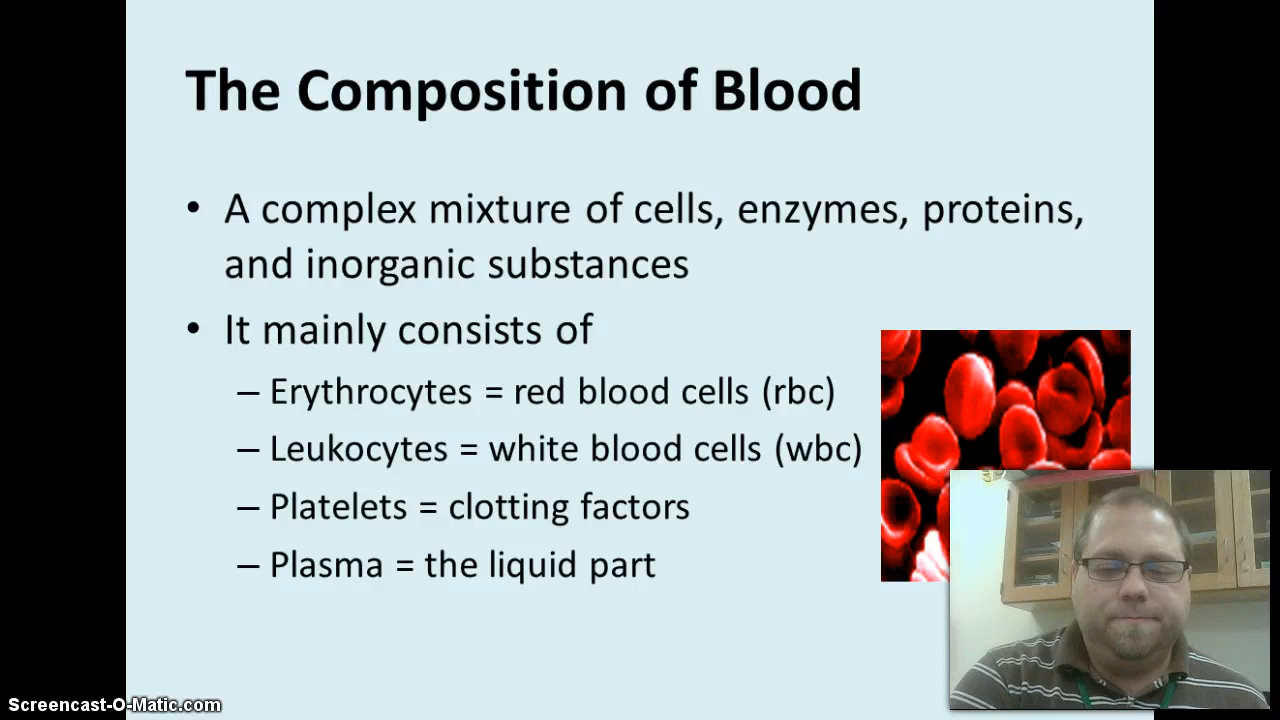 The Composition of Blood
• A complex mixture of cells, enzymes, proteins,
and inorganic substances
• It mainly consists of
– Erythrocytes = red blood cells (rbc)
– Leukocytes = white blood cells (wbc)
– Platelets = clotting factors
– Plasma = the liquid part
Screencast-O-Matic.com